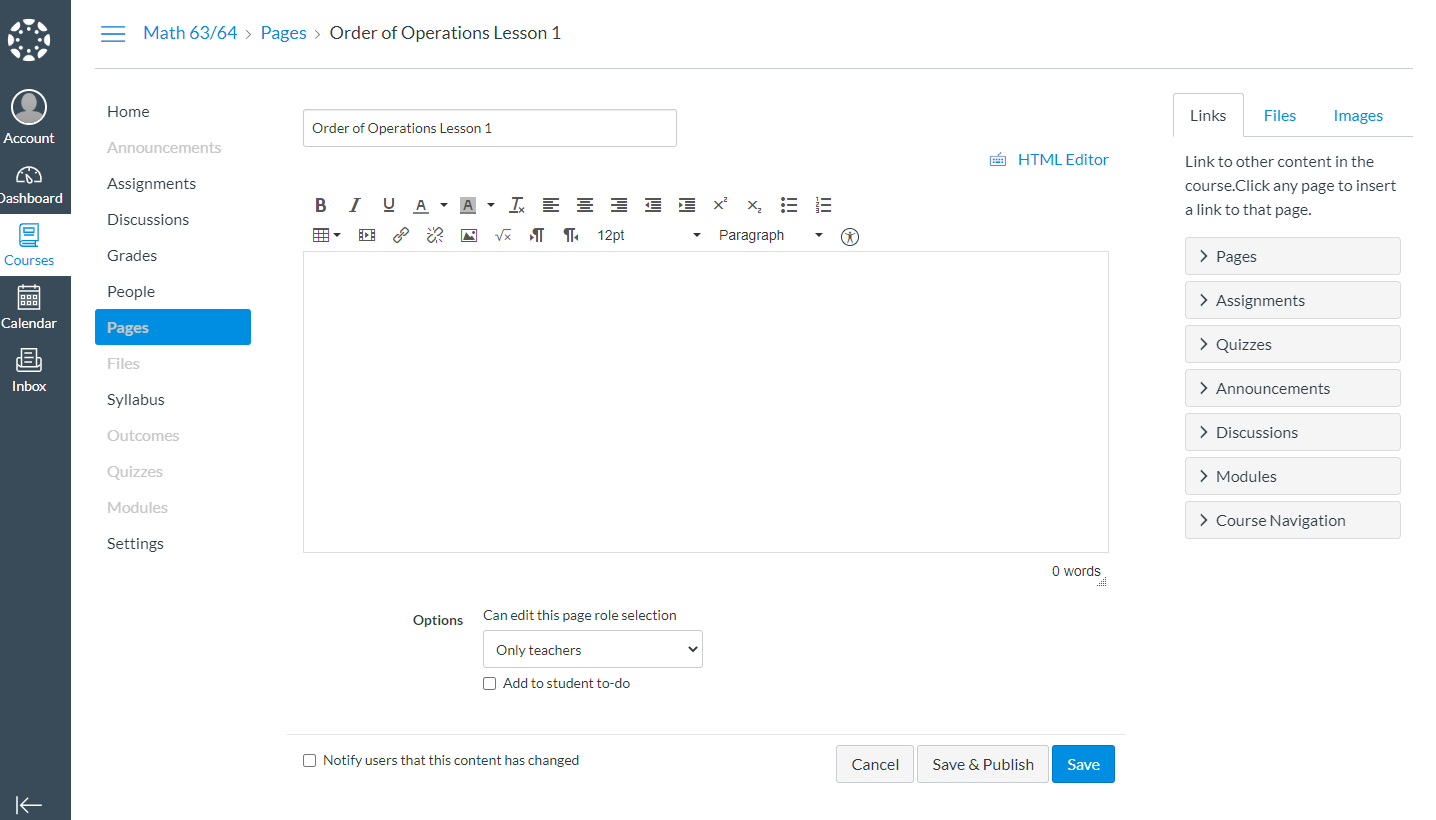 Math 63/64 > Pages > Order of Operations Lesson 1
Account
Dashboard
Courses
Calendar
Inbox
Home
Announcements
Assignments
Discussions
Grades
People
Pages
Files
Syllabus
Outcomes
Quizzes
Modules
Settings
Order of Operations Lesson 1
HTML Editor
B I U A A Tx x² x₂
√x 12pt Paragraph
0 words
Options
Can edit this page role selection
Only teachers
Add to student to-do
Notify users that this content has changed
Cancel Save & Publish Save
Links Files Images
Link to other content in the
course.Click any page to insert
a link to that page.
Pages
Assignments
Quizzes
Announcements
Discussions
Modules
Course Navigation